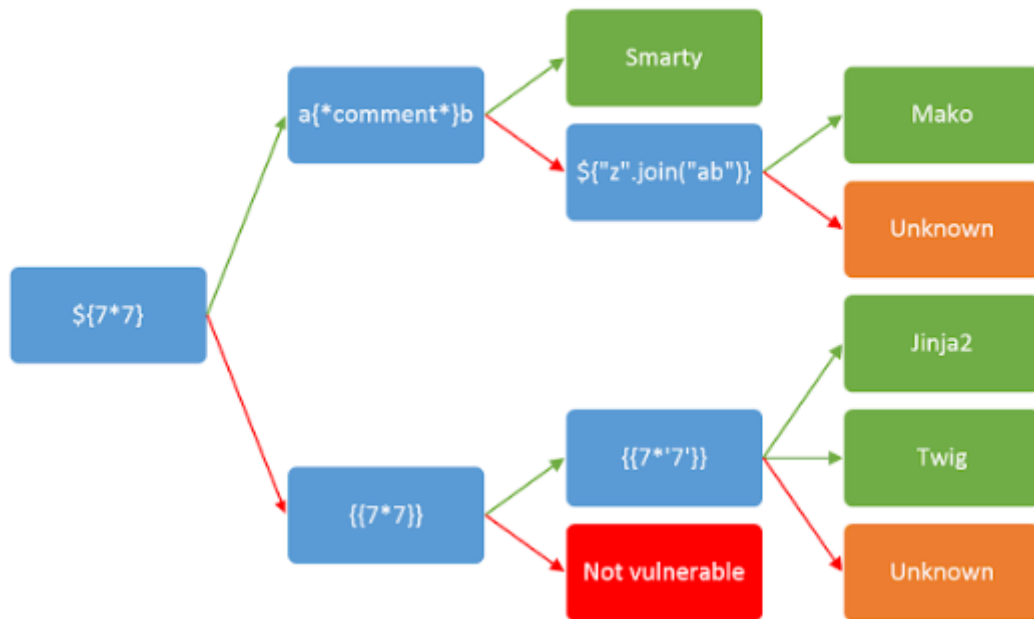 ${7*7}
a{*comment*}b
Smarty
${"z".join("ab")}
Mako
Unknown
{{7*7}}
{{7*'7'}}
Not vulnerable
Jinja2
Twig
Unknown